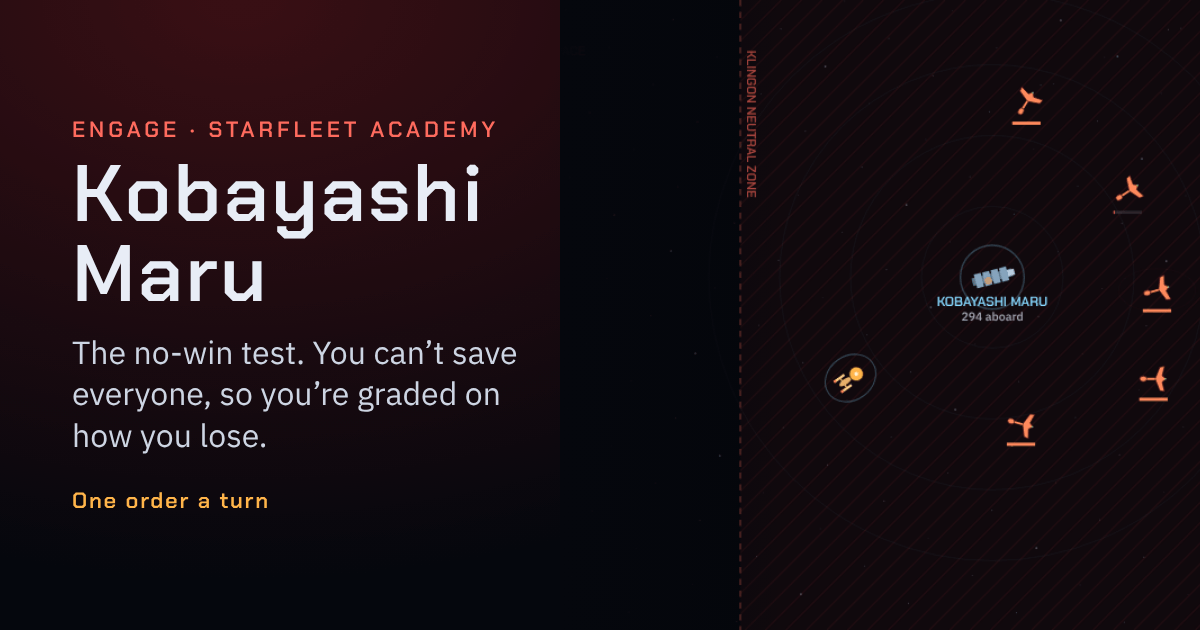 ENGAGE · STARFLEET ACADEMY
Kobayashi
Maru
The no-win test. You can’t save
everyone, so you’re graded on
how you lose.
One order a turn
KLINGON NEUTRAL ZONE
KOBAYASHI MARU
294 aboard